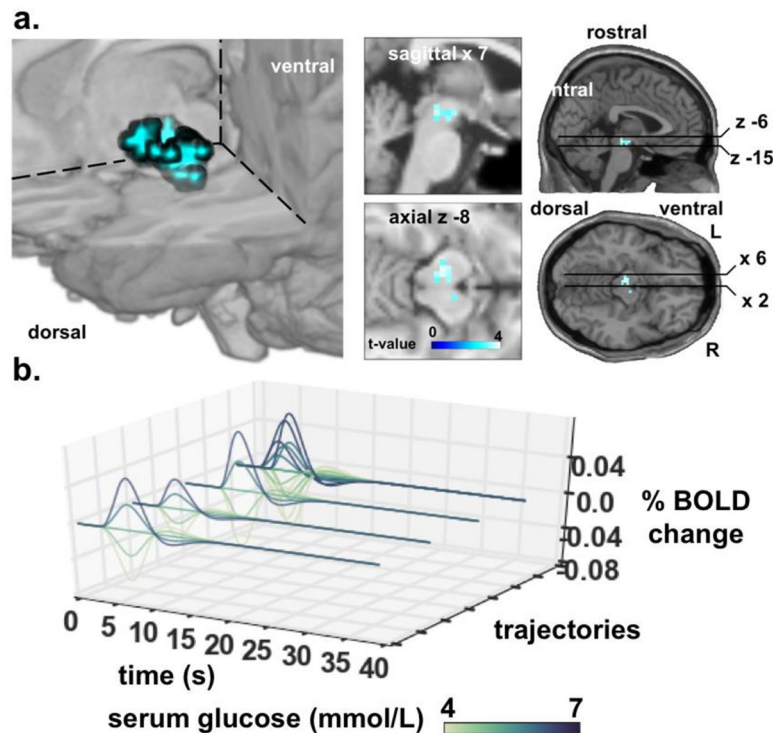 a.
ventral
dorsal
sagittal x 7
axial z -8
t-value
0
4
rostral
ntral
z -6
z -15
dorsal
ventral
L
x 6
x 2
R
b.
0.04
0.0
0.04
0.08
% BOLD
change
trajectories
0 5 10 15 20 25 30 35 40
time (s)
serum glucose (mmol/L)
4
7